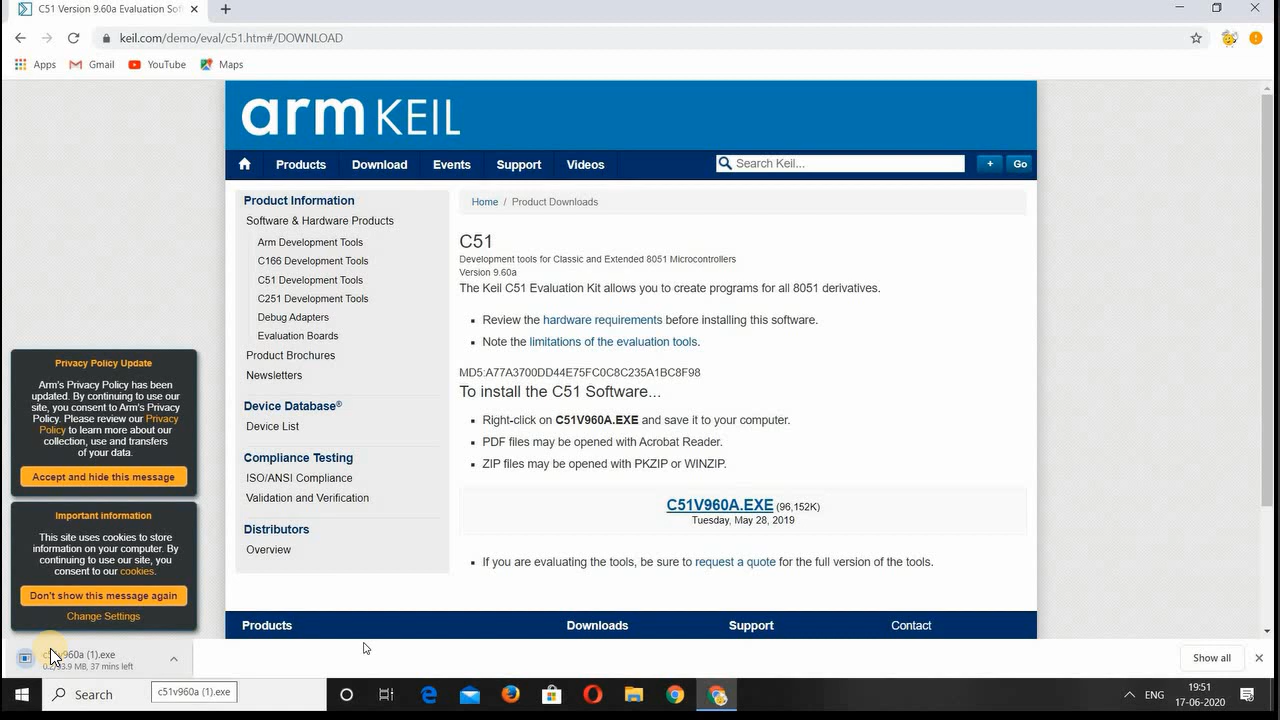 C51 Version 9.60a Evaluation Soft
keil.com/demo/eval/c51.htm#/DOWNLOAD
Apps
Gmail
YouTube
Maps
arm KEIL
Products
Download
Events
Support
Videos
Search Keil...
+
Go
Product Information
Software & Hardware Products
Arm Development Tools
C166 Development Tools
C51 Development Tools
C251 Development Tools
Debug Adapters
Evaluation Boards
Product Brochures
Newsletters
Device Database®
Device List
Compliance Testing
ISO/ANSI Compliance
Validation and Verification
Distributors
Overview
Home / Product Downloads
C51
Development tools for Classic and Extended 8051 Microcontrollers
Version 9.60a
The Keil C51 Evaluation Kit allows you to create programs for all 8051 derivatives.
Review the hardware requirements before installing this software.
Note the limitations of the evaluation tools.
MD5:A77A3700DD44E75FC0C8C235A1BC8F98
To install the C51 Software...
Right-click on C51V960A.EXE and save it to your computer.
PDF files may be opened with Acrobat Reader.
ZIP files may be opened with PKZIP or WINZIP.
C51V960A.EXE (96,152K)
Tuesday, May 28, 2019
If you are evaluating the tools, be sure to request a quote for the full version of the tools.
Products
Downloads
Support
Contact
Privacy Policy Update
Arm's Privacy Policy has been
updated. By continuing to use our
site, you consent to Arm's Privacy
Policy. Please review our Privacy
Policy to learn more about our
collection, use and transfers
of your data.
Accept and hide this message
Important information
This site uses cookies to store
information on your computer. By
continuing to use our site, you
consent to our cookies.
Don't show this message again
Change Settings
(1).exe
MB, 37 mins left
Show all
Search
c51v960a (1).exe
ENG
19:51
17-06-2020